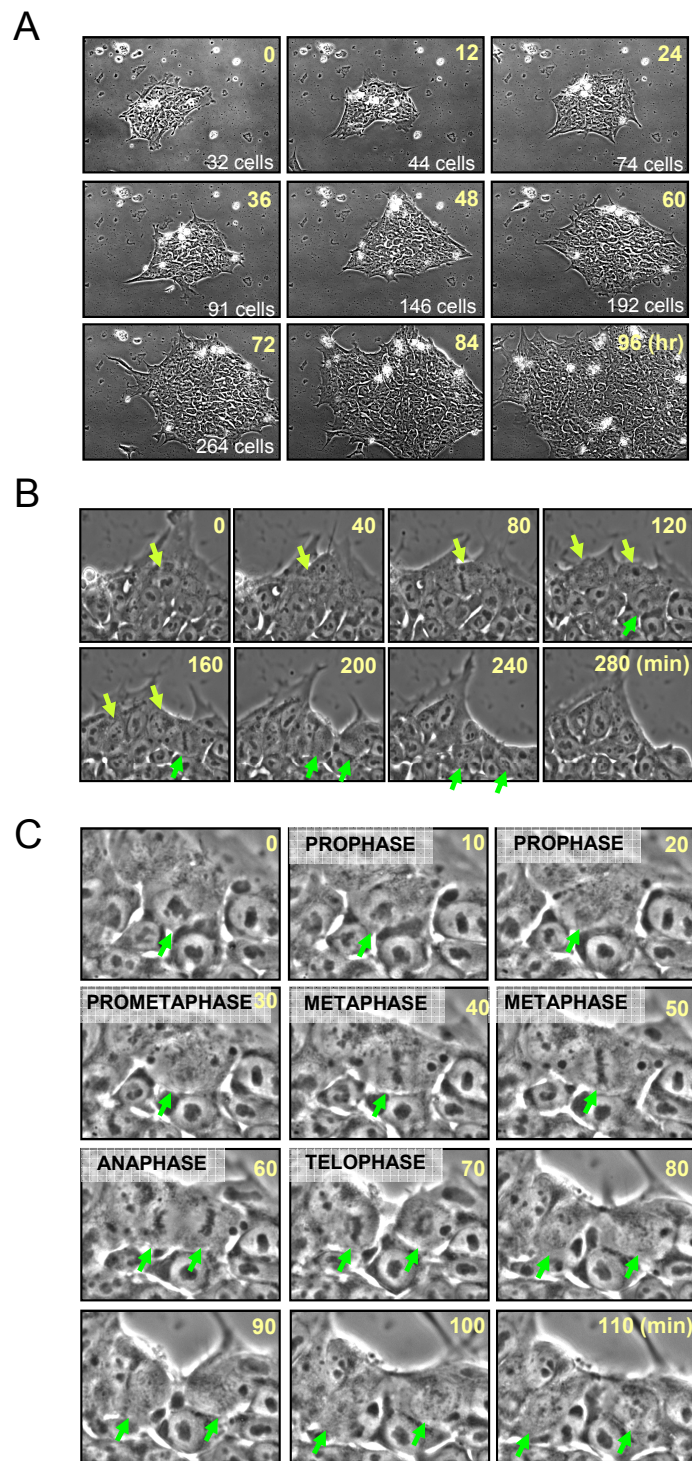 A
0 12 24
32 cells 44 cells 74 cells
36 48 60
91 cells 146 cells 192 cells
72 84 96 (hr)
264 cells
B
0 40 80 120
160 200 240 280 (min)
C
0 PROPHASE 10 PROPHASE 20
PROMETAPHASE 30 METAPHASE 40 METAPHASE 50
ANAPHASE 60 TELOPHASE 70 80
90 100 110 (min)